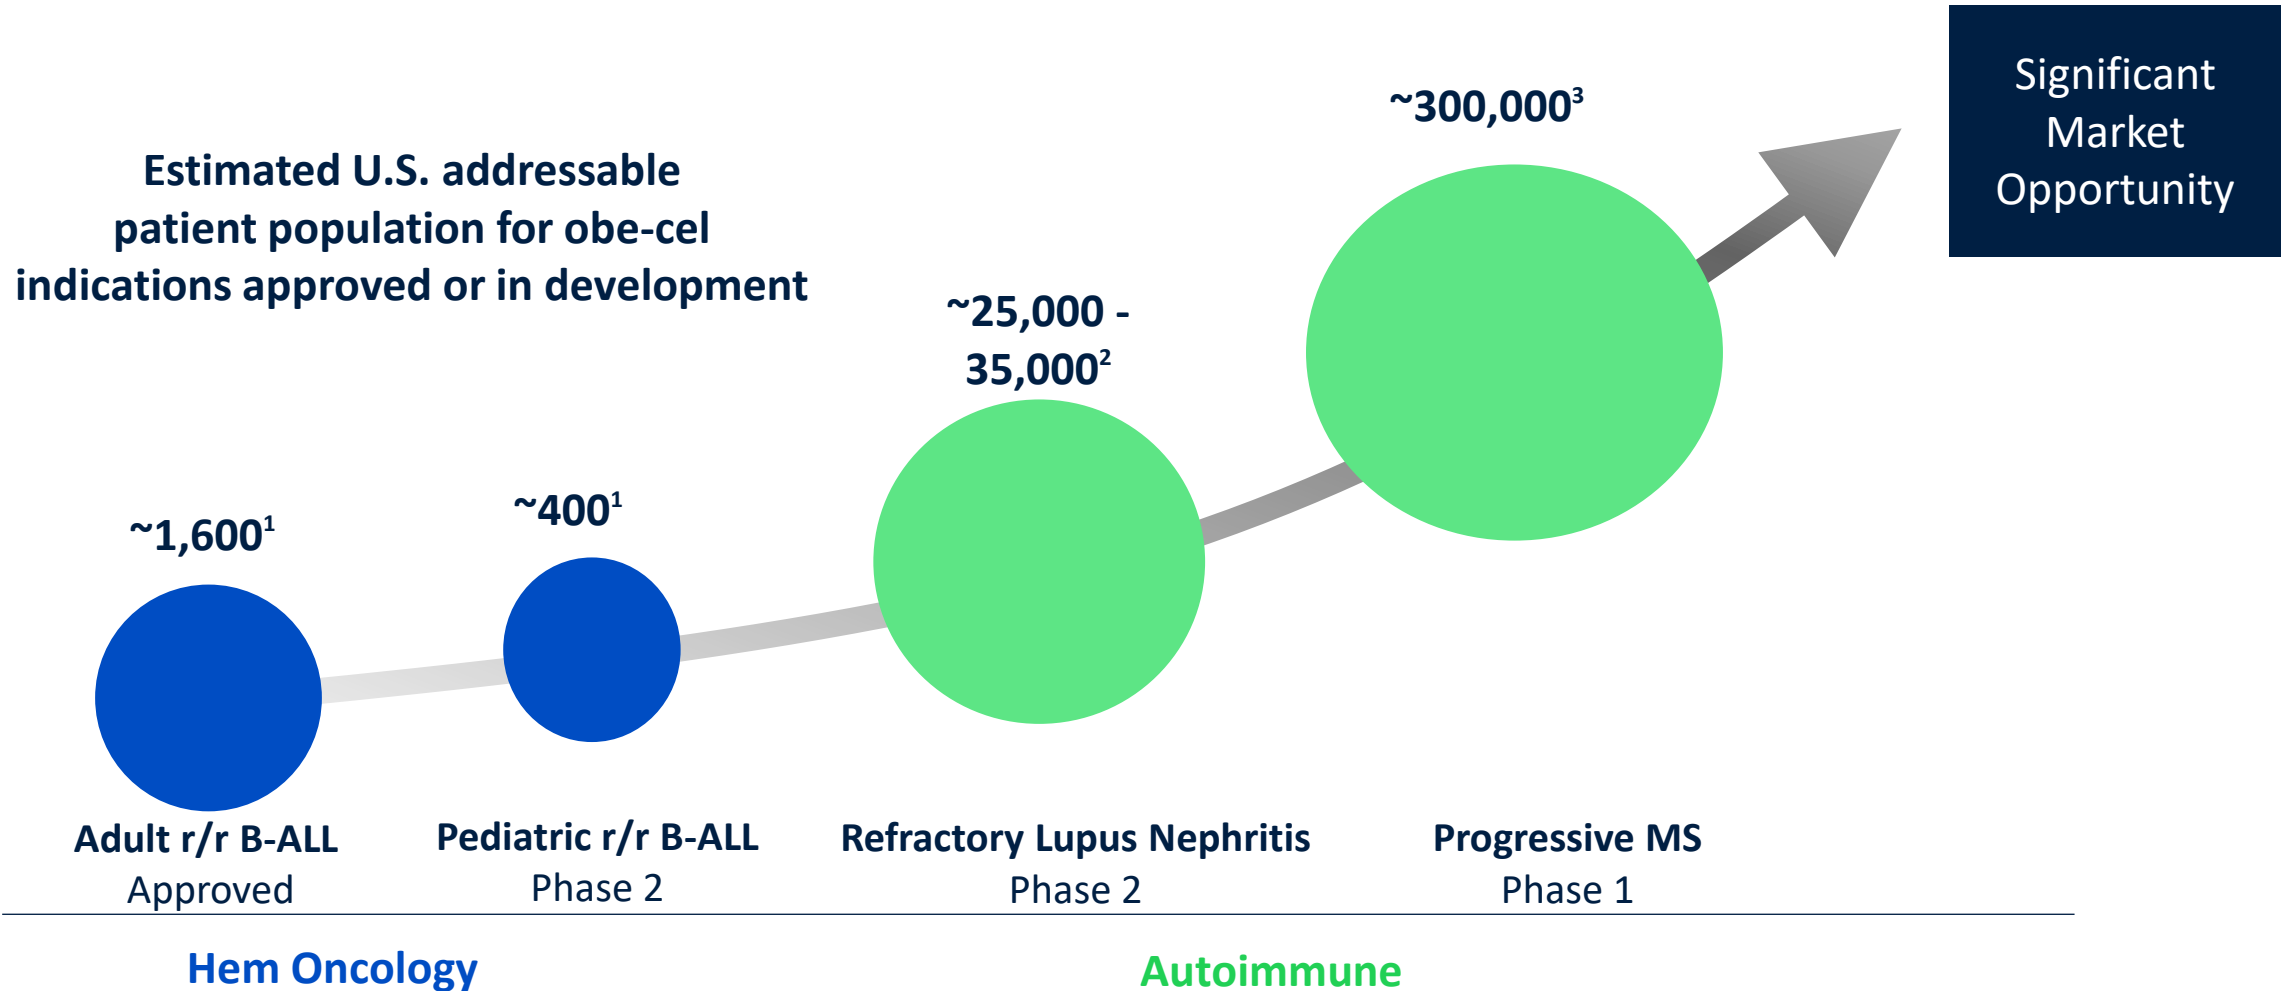 Significant
Market
Opportunity
Estimated U.S. addressable
patient population for obe-cel
indications approved or in development
~1,600¹
~400¹
~25,000 -
35,000²
~300,000³
Adult r/r B-ALL
Approved
Pediatric r/r B-ALL
Phase 2
Refractory Lupus Nephritis
Phase 2
Progressive MS
Phase 1
Hem Oncology
Autoimmune